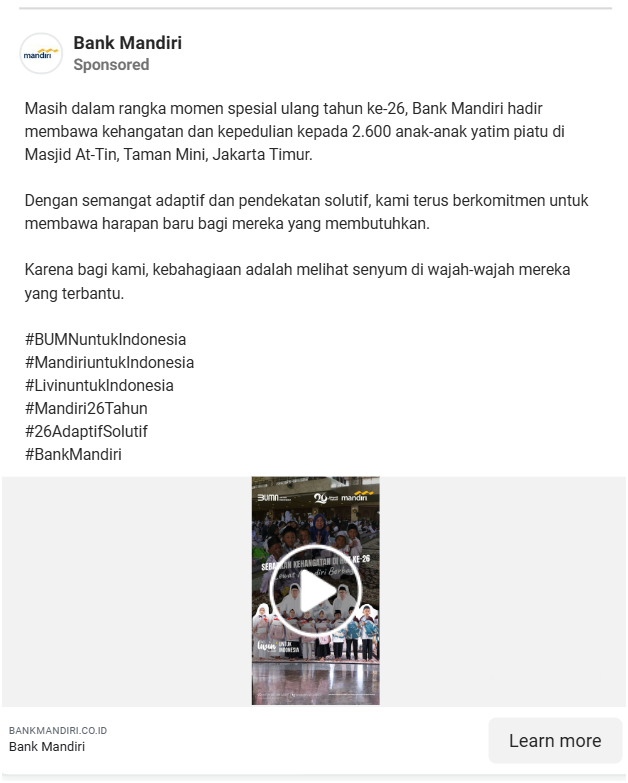 mandiri
Bank Mandiri
Sponsored
Masih dalam rangka momen spesial ulang tahun ke-26, Bank Mandiri hadir
membawa kehangatan dan kepedulian kepada 2.600 anak-anak yatim piatu di
Masjid At-Tin, Taman Mini, Jakarta Timur.
Dengan semangat adaptif dan pendekatan solutif, kami terus berkomitmen untuk
membawa harapan baru bagi mereka yang membutuhkan.
Karena bagi kami, kebahagiaan adalah melihat senyum di wajah-wajah mereka
yang terbantu.
#BUMNuntukIndonesia
#MandiriuntukIndonesia
#LivinuntukIndonesia
#Mandiri26Tahun
#26AdaptifSolutif
#BankMandiri
BUMN 26 mandiri
KEHANGATAN DI KE-26
livin' UNTUK
INDONESIA
BANKMANDIRI.CO.ID
Bank Mandiri
Learn more